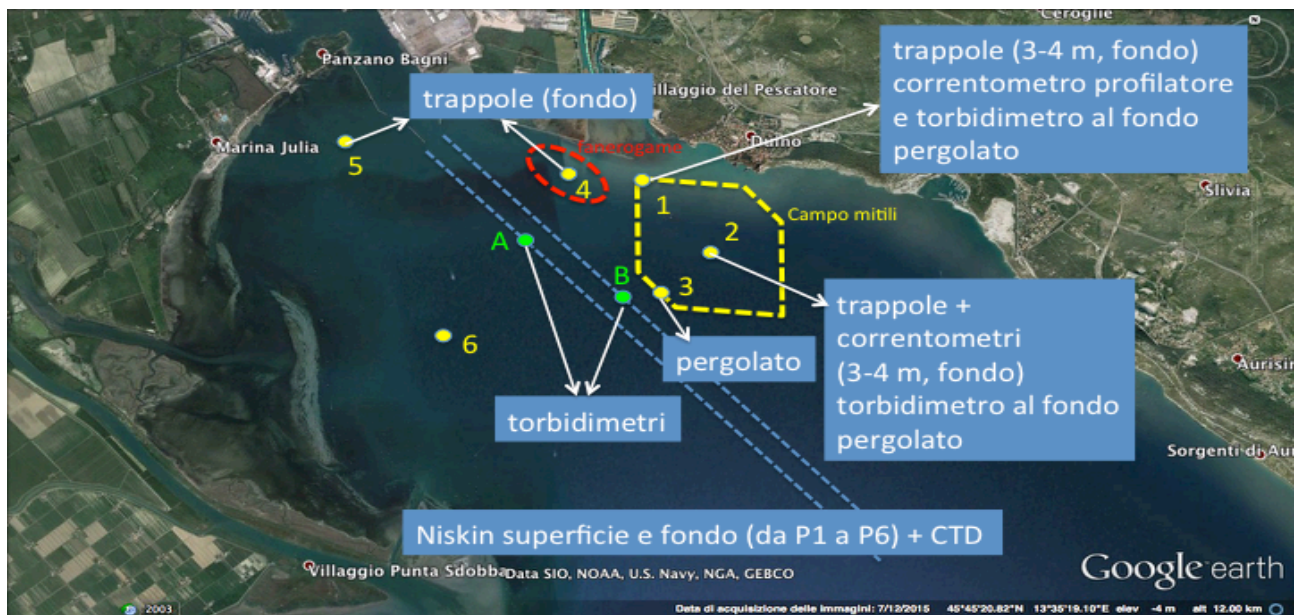 Ceroglie
N
Panzano Bagni
trappole (3-4 m, fondo)
correntometro profilatore
e torbidimetro al fondo
pergolato
trappole (fondo)
illaggio del Pescatore
Marina Julia
Duino
fanerogame
5
4
1
Slivia
Campo mitili
2
A
B
3
6
trappole +
correntometri
(3-4 m, fondo)
torbidimetro al fondo
pergolato
pergolato
Aurisin
torbidimetri
Sorgenti di Auri
Niskin superficie e fondo (da P1 a P6) + CTD
Villaggio Punta Sdobba
Data SIO, NOAA, U.S. Navy, NGA, GEBCO
Google earth
2003
Data di acquisizione delle immagini: 7/12/2015 45°45'20.82"N 13°35'19.10"E elev -4 m alt 12.00 km